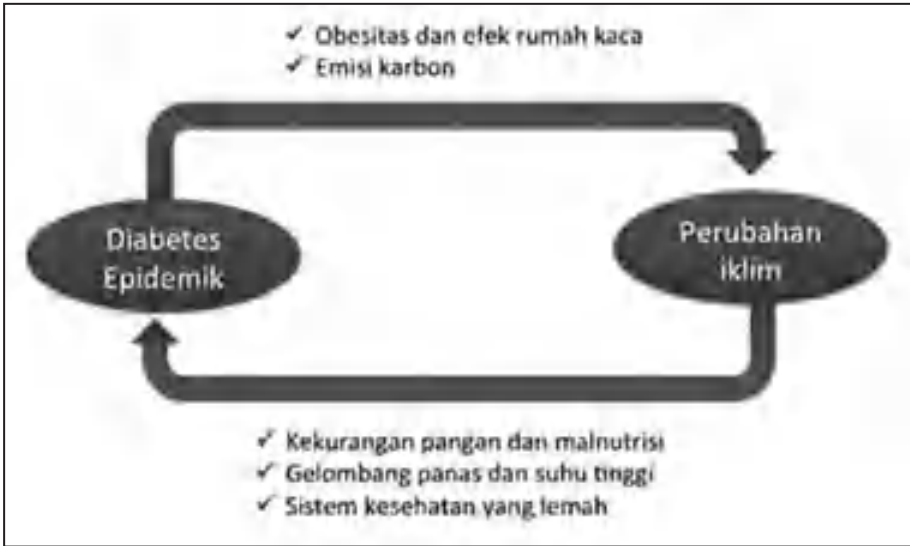 ✓ Obesitas dan efek rumah kaca
✓ Emisi karbon
Diabetes
Epidemik
Perubahan
iklim
✓ Kekurangan pangan dan malnutrisi
✓ Gelombang panas dan suhu tinggi
✓ Sistem kesehatan yang lemah